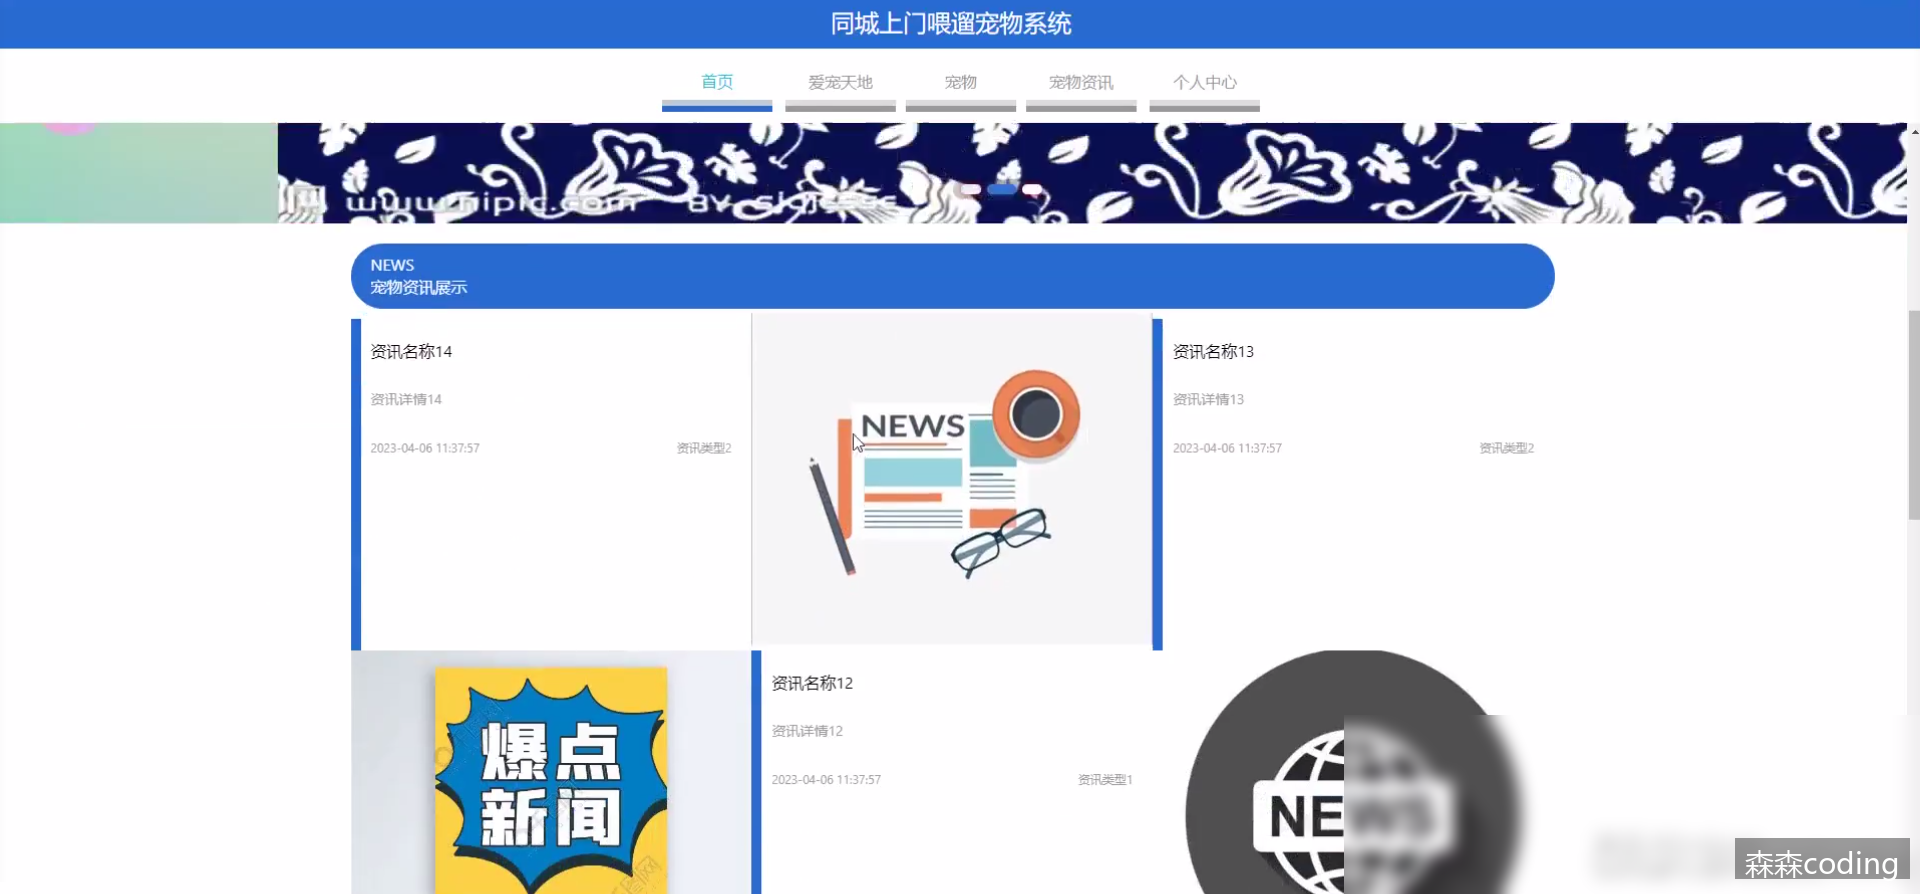 同城上门喂遛宠物系统
首页 爱宠天地 宠物 宠物资讯 个人中心
www.nipic.com BY
NEWS
宠物资讯展示
资讯名称14
资讯详情14
2023-04-06 11:37:57 资讯类型2
NEWS
资讯名称13
资讯详情13
2023-04-06 11:37:57 资讯类型2
爆点
新闻
资讯名称12
资讯详情12
2023-04-06 11:37:57 资讯类型1
NEWS
森森coding